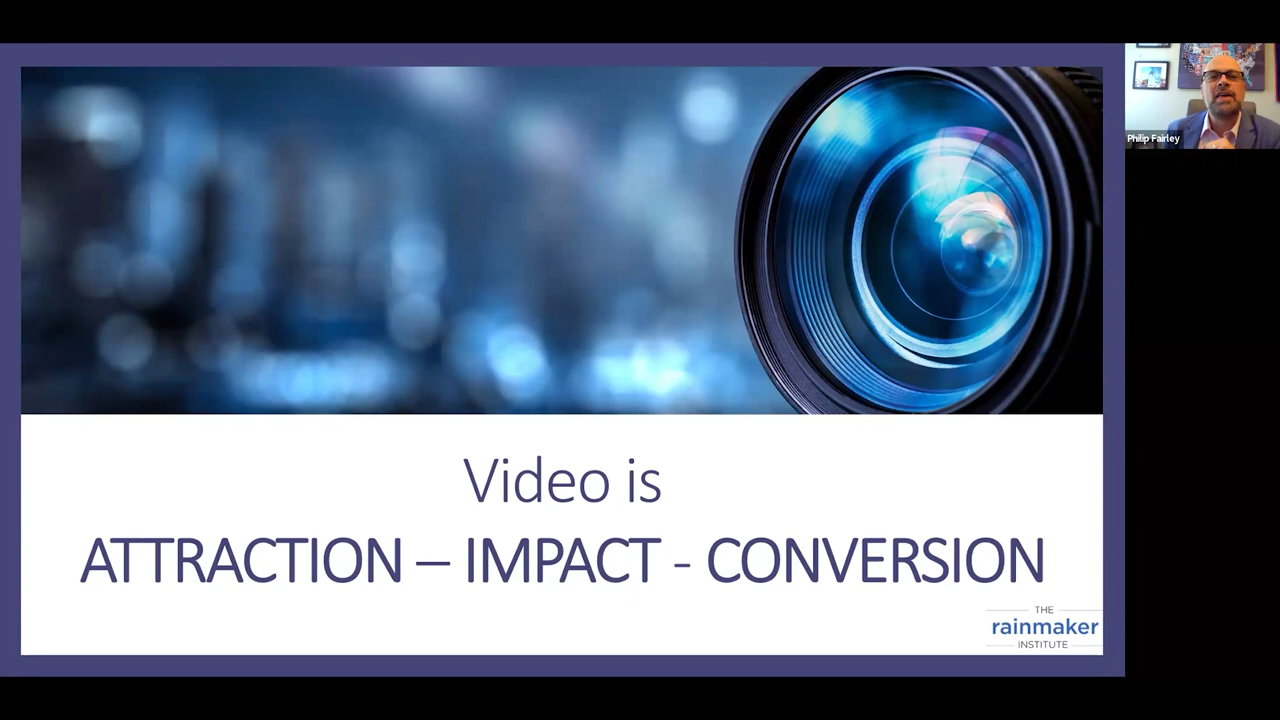 Video is
ATTRACTION – IMPACT - CONVERSION
THE
rainmaker
INSTITUTE
Philip Fairley